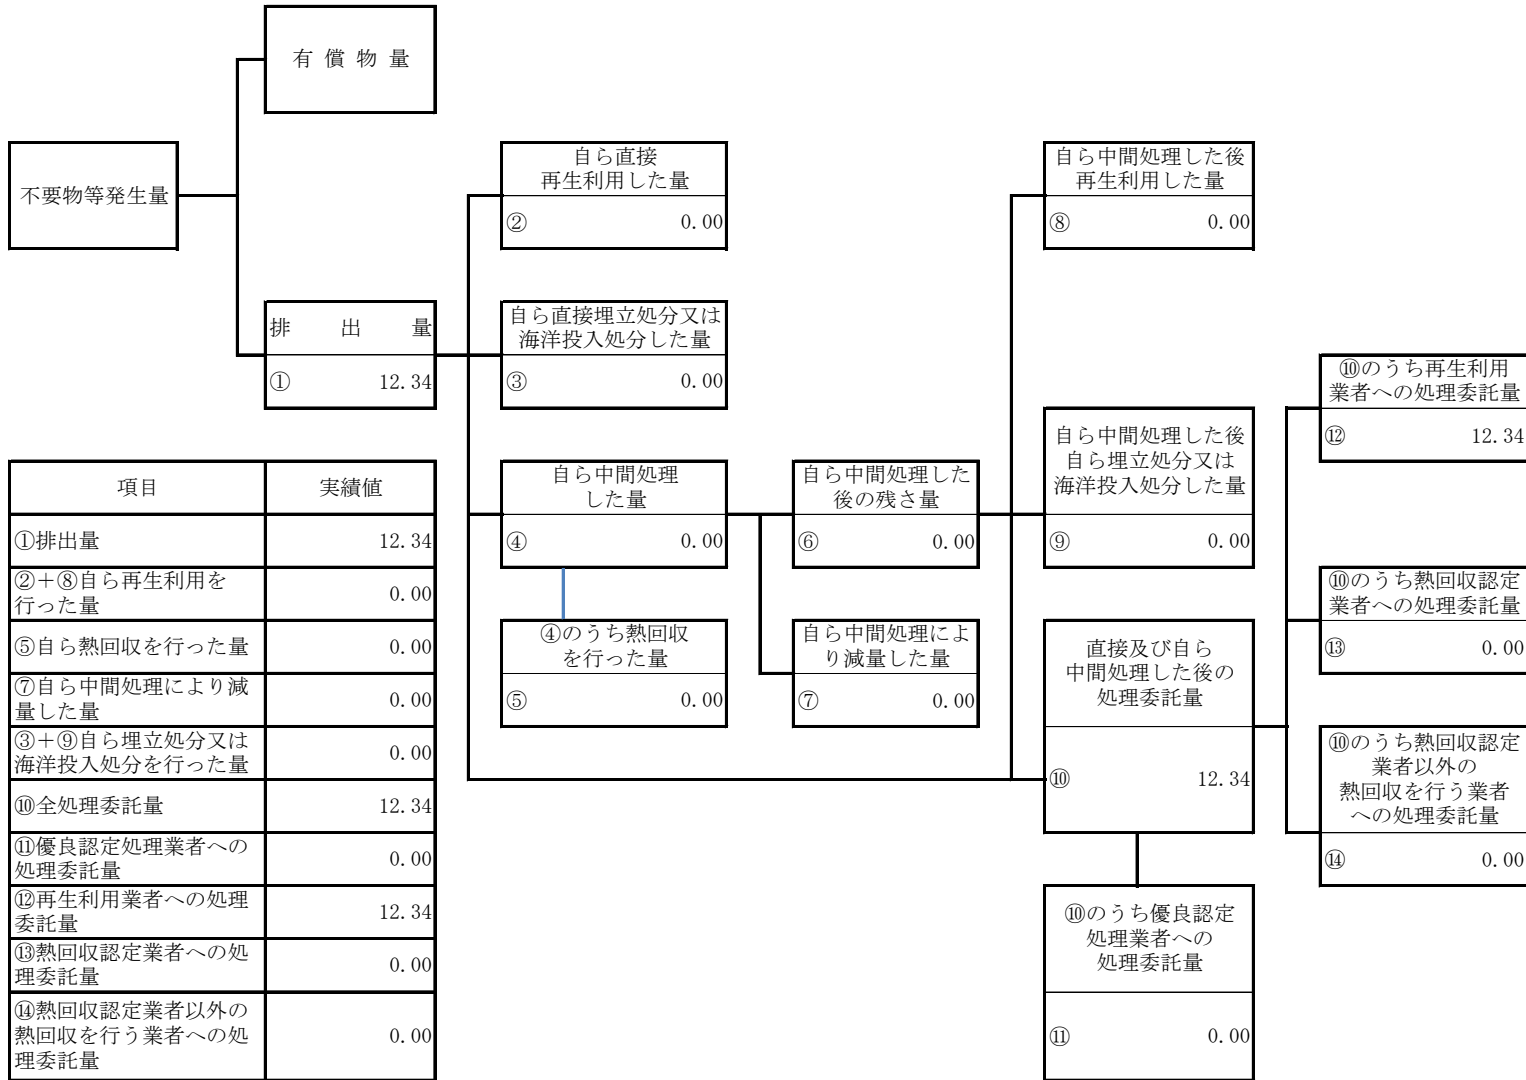 有償物量
不要物等発生量
排出量
① 12.34
自ら直接
再生利用した量
② 0.00
自ら直接埋立処分又は
海洋投入処分した量
③ 0.00
自ら中間処理
した量
④ 0.00
④のうち熱回収
を行った量
⑤ 0.00
自ら中間処理した
後の残さ量
⑥ 0.00
自ら中間処理によ
り減量した量
⑦ 0.00
自ら中間処理した後
再生利用した量
⑧ 0.00
自ら中間処理した後
自ら埋立処分又は
海洋投入処分した量
⑨ 0.00
直接及び自ら
中間処理した後の
処理委託量
⑩ 12.34
⑩のうち優良認定
処理業者への
処理委託量
⑪ 0.00
⑩のうち再生利用
業者への処理委託量
⑫ 12.34
⑩のうち熱回収認定
業者への処理委託量
⑬ 0.00
⑩のうち熱回収認定
業者以外の
熱回収を行う業者
への処理委託量
⑭ 0.00
項目 実績値
①排出量 12.34
②＋⑧自ら再生利用を
行った量 0.00
⑤自ら熱回収を行った量 0.00
⑦自ら中間処理により減
量した量 0.00
③＋⑨自ら埋立処分又は
海洋投入処分を行った量 0.00
⑩全処理委託量 12.34
⑪優良認定処理業者への
処理委託量 0.00
⑫再生利用業者への処理
委託量 12.34
⑬熱回収認定業者への処
理委託量 0.00
⑭熱回収認定業者以外の
熱回収を行う業者への処
理委託量 0.00